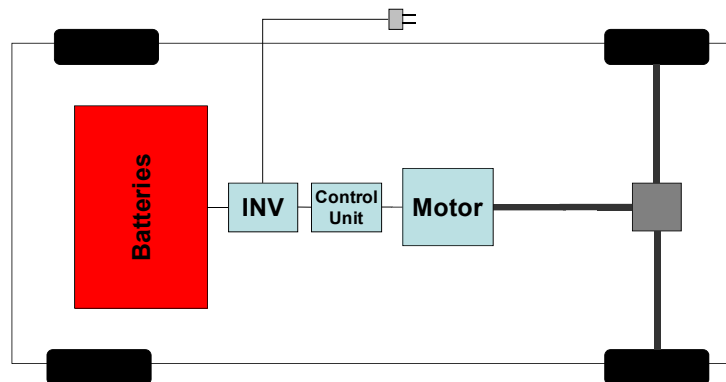 Batteries
INV
Control
Unit
Motor